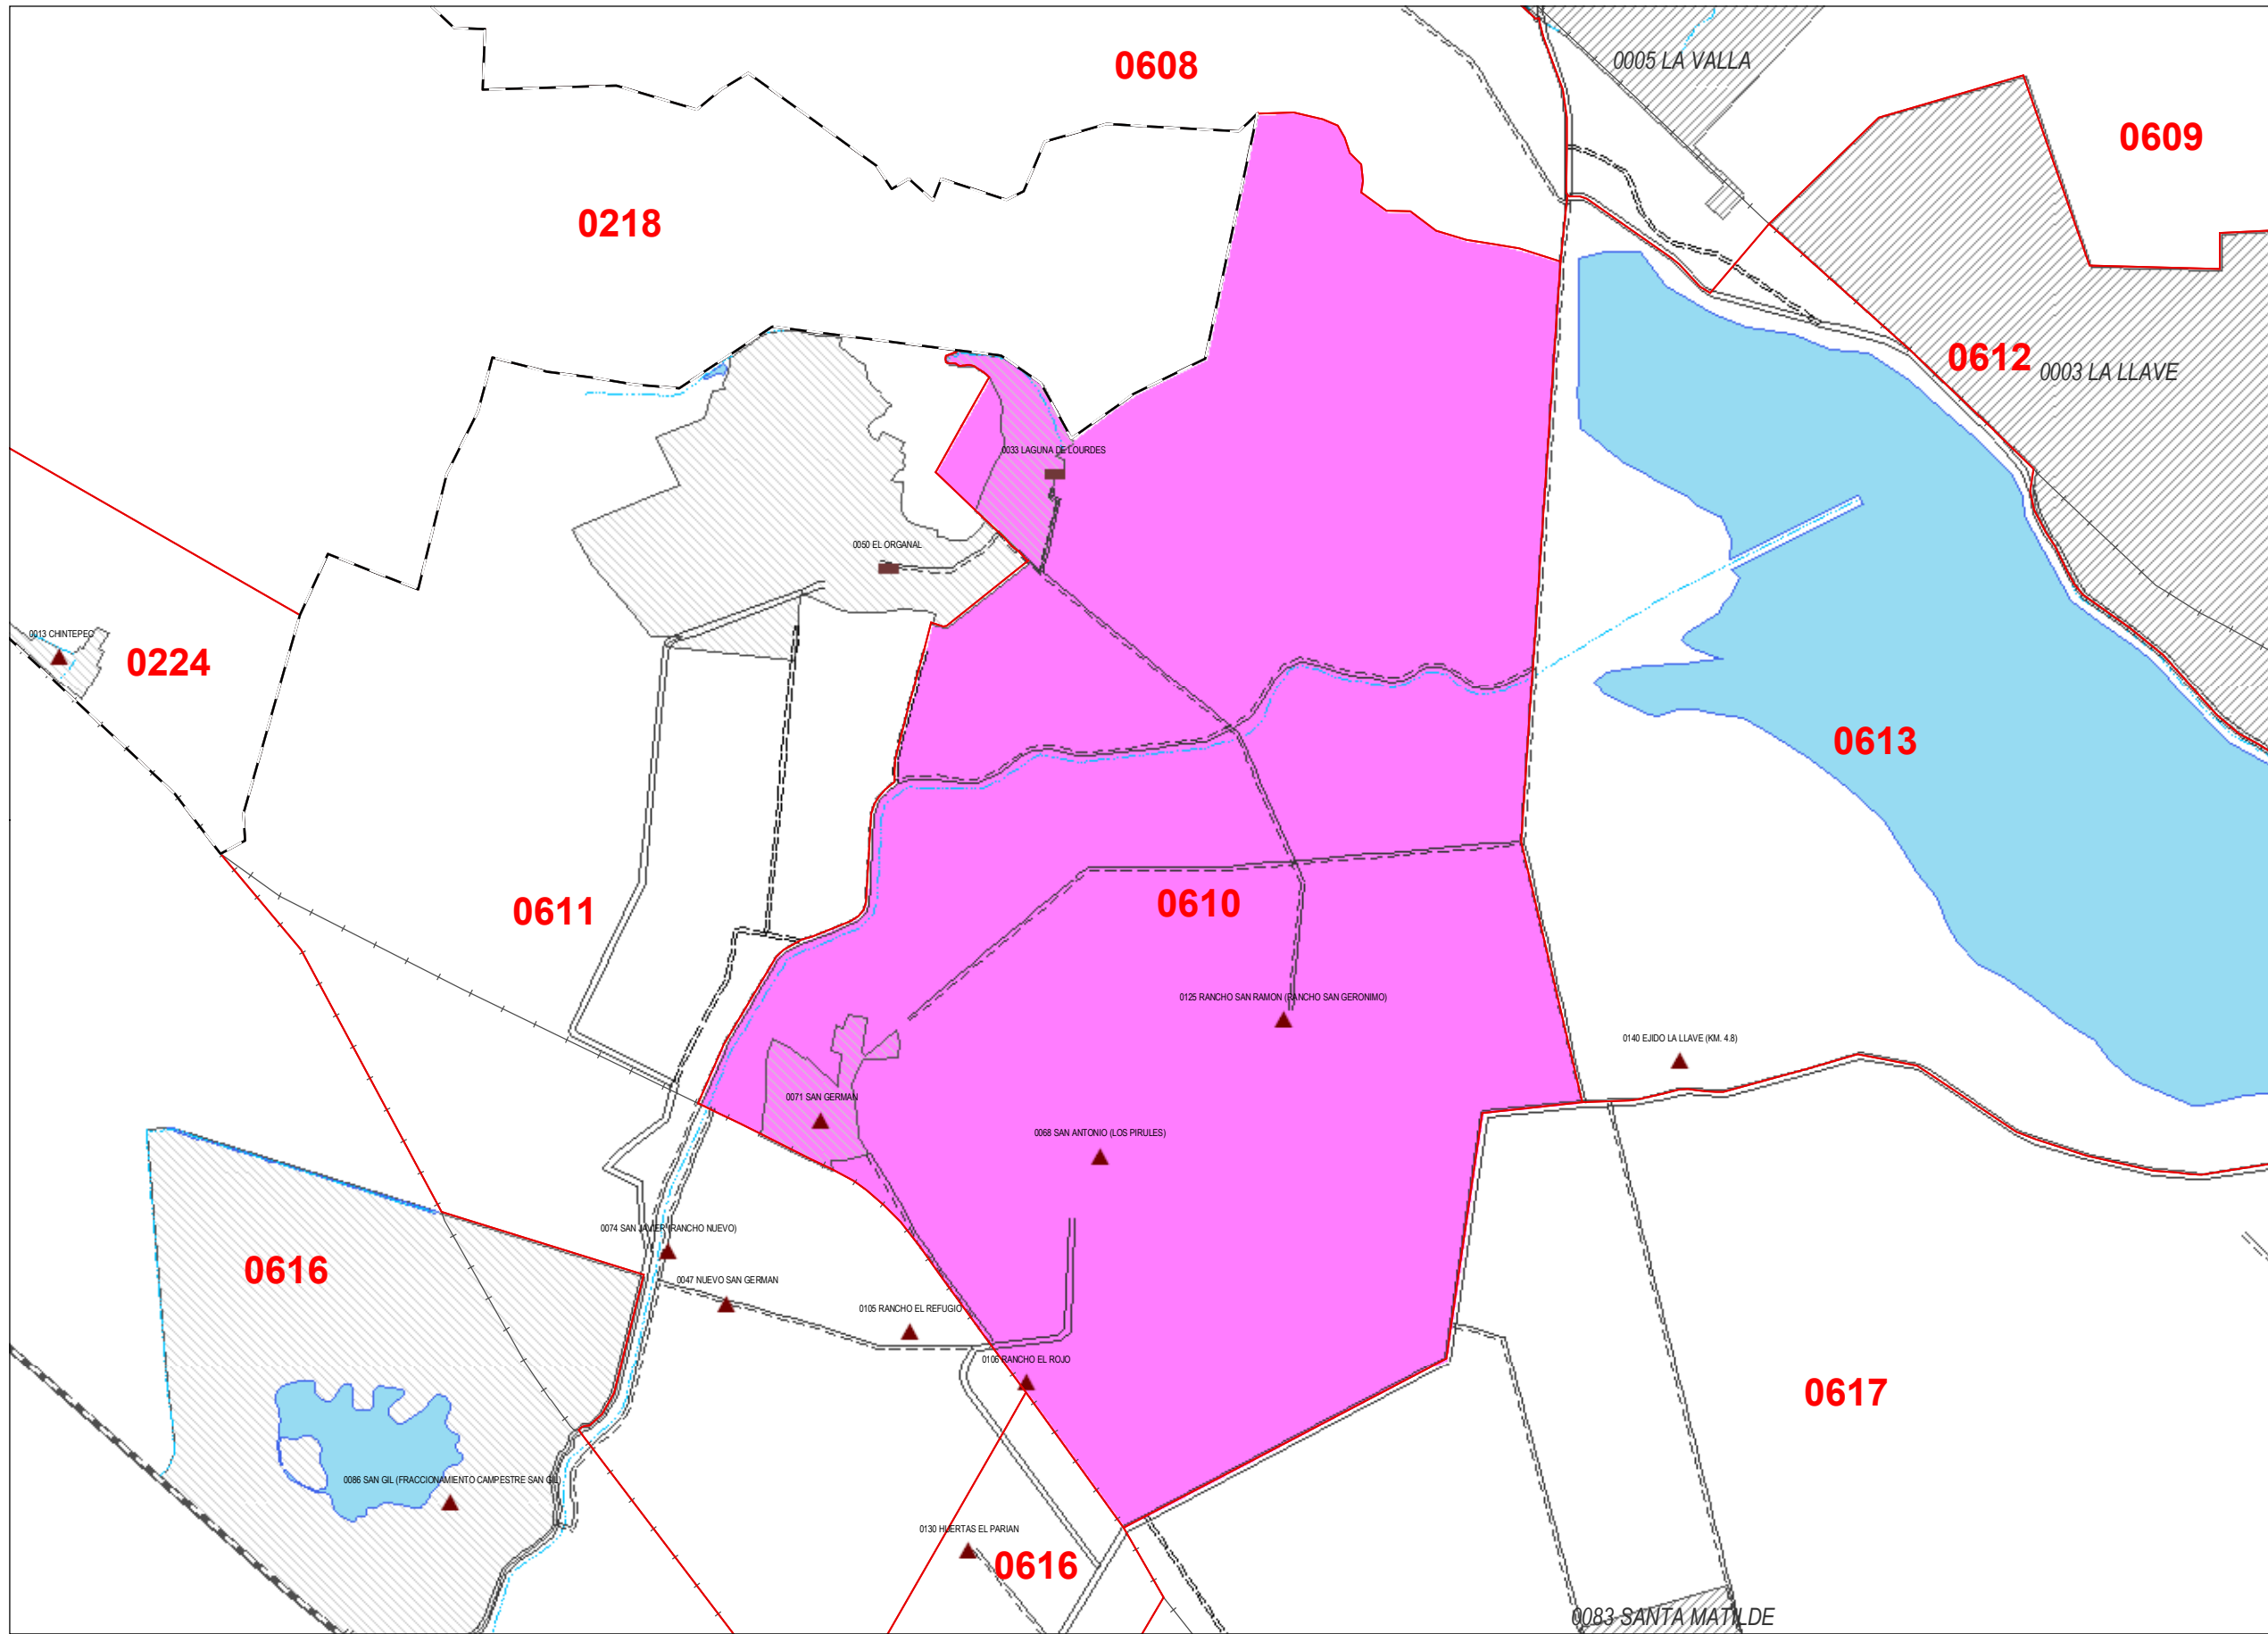 0608
0005 LA VALLA
0609
0218
0612
0003 LA LLAVE
0033 LAGUNA DE LOURDES
0050 EL ORGANAL
0013 CHINTEPEC
0224
0613
0611
0610
0125 RANCHO SAN RAMON (RANCHO SAN GERONIMO)
0140 EJIDO LA LLAVE (KM. 4.8)
0071 SAN GERMAN
0068 SAN ANTONIO (LOS PIRULES)
0074 SAN JAVIER (RANCHO NUEVO)
0616
0047 NUEVO SAN GERMAN
0105 RANCHO EL REFUGIO
0106 RANCHO EL ROJO
0617
0086 SAN GIL (FRACCIONAMIENTO CAMPESTRE SAN GIL)
0130 HUERTAS EL PARIAN
0616
0083 SANTA MATILDE